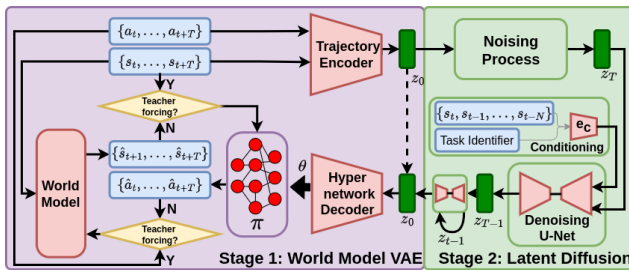 {a_t, . . . , a_{t+T}}
{s_t, . . . , s_{t+T}}
Trajectory
Encoder
z_0
Noising
Process
z_T
Y
Teacher
forcing?
N
{s_t, s_{t−1}, . . . , s_{t−N}}
Task Identifier
e_c
Conditioning
World
Model
{ŝ_{t+1}, . . . , ŝ_{t+T}}
{â_t, . . . , â_{t+T}}
π
θ
Hyper
network
Decoder
z_0
z_{t−1}
z_{T−1}
Denoising
U-Net
N
Teacher
forcing?
Y
Stage 1: World Model VAE
Stage 2: Latent Diffusion